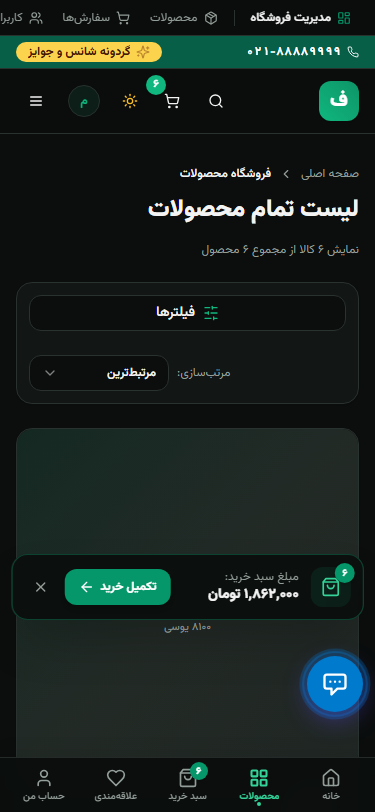 مدیریت فروشگاه
محصولات
سفارش‌ها
۰۲۱-۸۸۸۸۹۹۹۹
گردونه شانس و جوایز
ف
۶
م
صفحه اصلی
فروشگاه محصولات
لیست تمام محصولات
نمایش ۶ کالا از مجموع ۶ محصول
فیلترها
مرتب‌سازی:
مرتبط‌ترین
۶
مبلغ سبد خرید:
۱,۸۶۲,۰۰۰ تومان
تکمیل خرید
۸۱۰۰ یوسی
خانه
محصولات
۶
سبد خرید
علاقه‌مندی
حساب من